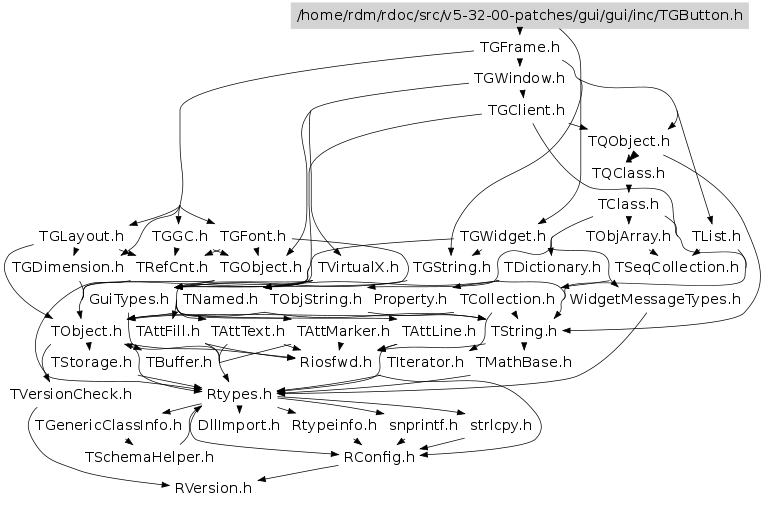 /home/rdm/rdoc/src/v5-32-00-patches/gui/gui/inc/TGButton.h
TGFrame.h
TGWindow.h
TGClient.h
TQObject.h
TQClass.h
TClass.h
TGLayout.h TGGC.h TGFont.h TGWidget.h TObjArray.h TList.h
TGDimension.h TRefCnt.h TGObject.h TVirtualX.h TGString.h TDictionary.h TSeqCollection.h
GuiTypes.h TNamed.h TObjString.h Property.h TCollection.h WidgetMessageTypes.h
TObject.h TAttFill.h TAttText.h TAttMarker.h TAttLine.h TString.h
TStorage.h TBuffer.h Riosfwd.h TIterator.h TMathBase.h
TVersionCheck.h Rtypes.h
TGenericClassInfo.h DllImport.h Rtypeinfo.h snprintf.h strlcpy.h
TSchemaHelper.h RConfig.h
RVersion.h